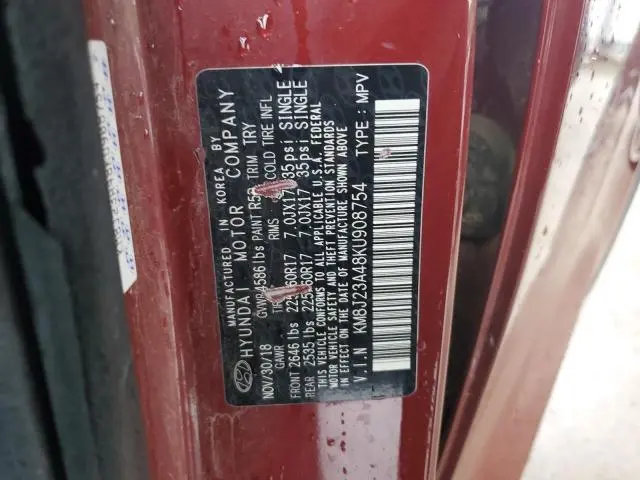 MANUFACTURED IN KOREA BY
HYUNDAI MOTOR COMPANY
NOV/30/18 GVWR 4586lbs PAINT TRIM TRY
GAWR RIMS COLD TIRE INFL
FRONT 2646 lbs 7.0JX17 35psi SINGLE
REAR 2535 lbs 7.0JX17 35psi SINGLE
THIS VEHICLE CONFORMS TO ALL APPLICABLE U.S.A. FEDERAL
MOTOR VEHICLE SAFETY AND THEFT PREVENTION STANDARDS
IN EFFECT ON THE DATE OF MANUFACTURE SHOWN ABOVE
V.I.N KM8J23A48KU908754 TYPE : MPV